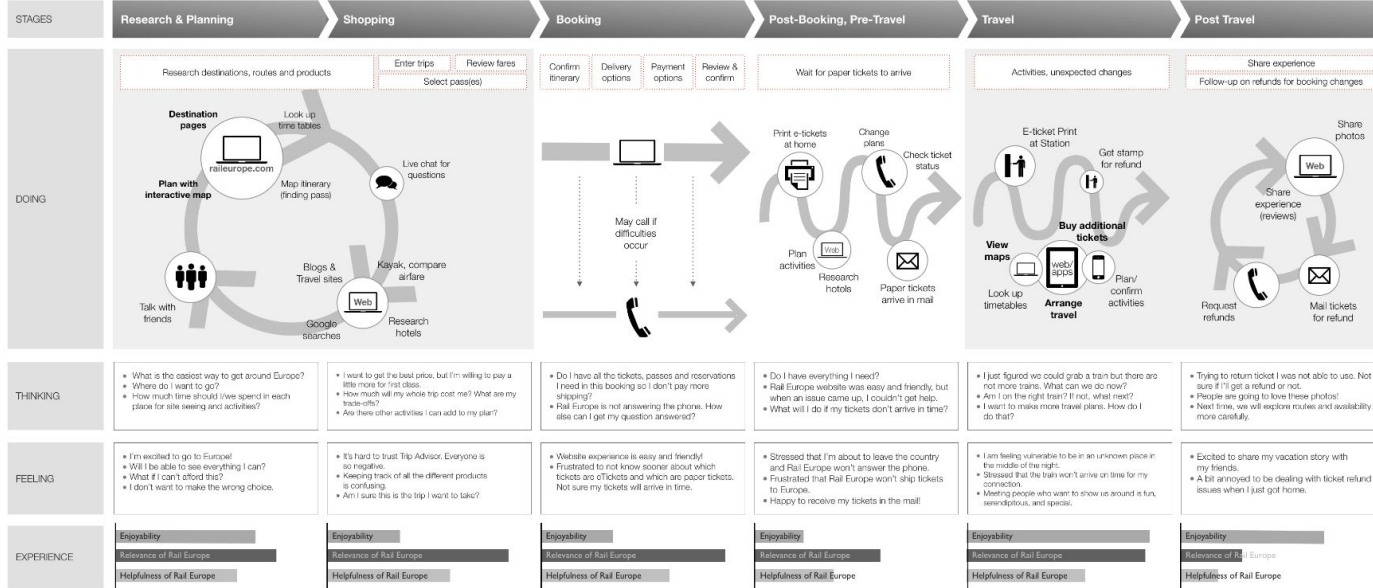 STAGES
Research & Planning
Shopping
Booking
Post-Booking, Pre-Travel
Travel
Post Travel
DOING
Research destinations, routes and products
Enter trips
Review fares
Select pass(es)
Confirm
itinerary
Delivery
options
Payment
options
Review &
confirm
Wait for paper tickets to arrive
Activities, unexpected changes
Share experience
Follow-up on refunds for booking changes
Destination
pages
Look up
time tables
raileurope.com
Plan with
interactive map
Map itinerary
(finding pass)
Live chat for
questions
Talk with
friends
Blogs &
Travel sites
Kayak, compare
airfare
Web
Google
searches
Research
hotels
May call if
difficulties
occur
Print e-tickets
at home
Change
plans
Check ticket
status
Plan
activities
Web
Research
hotels
Paper tickets
arrive in mail
E-ticket Print
at Station
Get stamp
for refund
Buy additional
tickets
View
maps
web/
apps
Look up
timetables
Arrange
travel
Plan/
confirm
activities
Share
photos
Web
Share
experience
(reviews)
Request
refunds
Mail tickets
for refund
THINKING
• What is the easiest way to get around Europe?
• Where do I want to go?
• How much time should I/we spend in each
place for site seeing and activities?
• I want to get the best price, but I'm willing to pay a
little more for first class.
• How much will my whole trip cost me? What are my
trade-offs?
• Are there other activities I can add to my plan?
• Do I have all the tickets, passes and reservations
I need in this booking so I don't pay more
shipping?
• Rail Europe is not answering the phone. How
else can I get my question answered?
• Do I have everything I need?
• Rail Europe website was easy and friendly, but
when an issue came up, I couldn't get help.
• What will I do if my tickets don't arrive in time?
• I just figured we could grab a train but there are
not more trains. What can we do now?
• Am I on the right train? If not, what next?
• I want to make more travel plans. How do I
do that?
• Trying to return ticket I was not able to use. Not
sure if I'll get a refund or not.
• People are going to love these photos!
• Next time, we will explore routes and availability
more carefully.
FEELING
• I'm excited to go to Europe!
• Will I be able to see everything I can?
• What if I can't afford this?
• I don't want to make the wrong choice.
• It's hard to trust Trip Advisor. Everyone is
so negative.
• Keeping track of all the different products
is confusing.
• Am I sure this is the trip I want to take?
• Website experience is easy and friendly!
• Frustrated to not know sooner about which
tickets are eTickets and which are paper tickets.
Not sure my tickets will arrive in time.
• Stressed that I'm about to leave the country
and Rail Europe won't answer the phone.
• Frustrated that Rail Europe won't ship tickets
to Europe.
• Happy to receive my tickets in the mail!
• I am feeling vulnerable to be in an unknown place in
the middle of the night.
• Stressed that the train won't arrive on time for my
connection.
• Meeting people who want to show us around is fun,
serendipitous, and special.
• Excited to share my vacation story with
my friends.
• A bit annoyed to be dealing with ticket refund
issues when I just got home.
EXPERIENCE
Enjoyability
Relevance of Rail Europe
Helpfulness of Rail Europe
Enjoyability
Relevance of Rail Europe
Helpfulness of Rail Europe
Enjoyability
Relevance of Rail Europe
Helpfulness of Rail Europe
Enjoyability
Relevance of Rail Europe
Helpfulness of Rail Europe
Enjoyability
Relevance of Rail Europe
Helpfulness of Rail Europe
Enjoyability
Relevance of Rail Europe
Helpfulness of Rail Europe